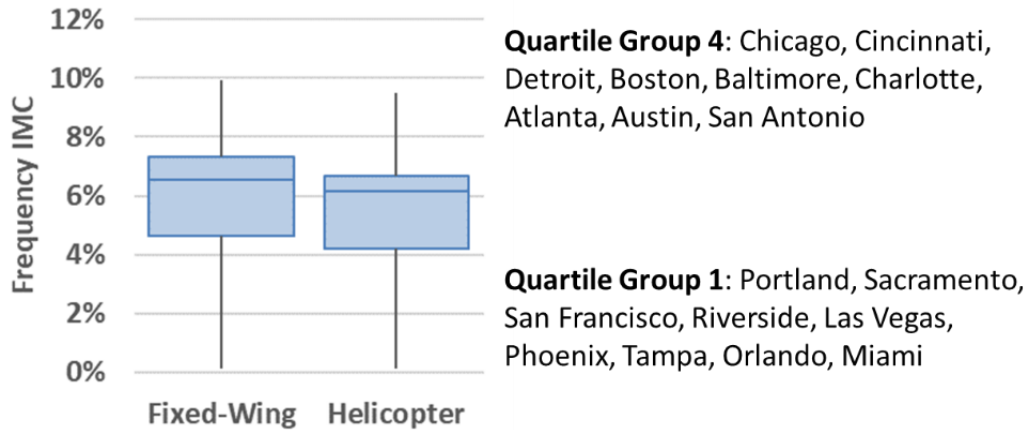 12%
10%
8%
6%
4%
2%
0%
Frequency IMC
Fixed-Wing
Helicopter
Quartile Group 4: Chicago, Cincinnati,
Detroit, Boston, Baltimore, Charlotte,
Atlanta, Austin, San Antonio
Quartile Group 1: Portland, Sacramento,
San Francisco, Riverside, Las Vegas,
Phoenix, Tampa, Orlando, Miami